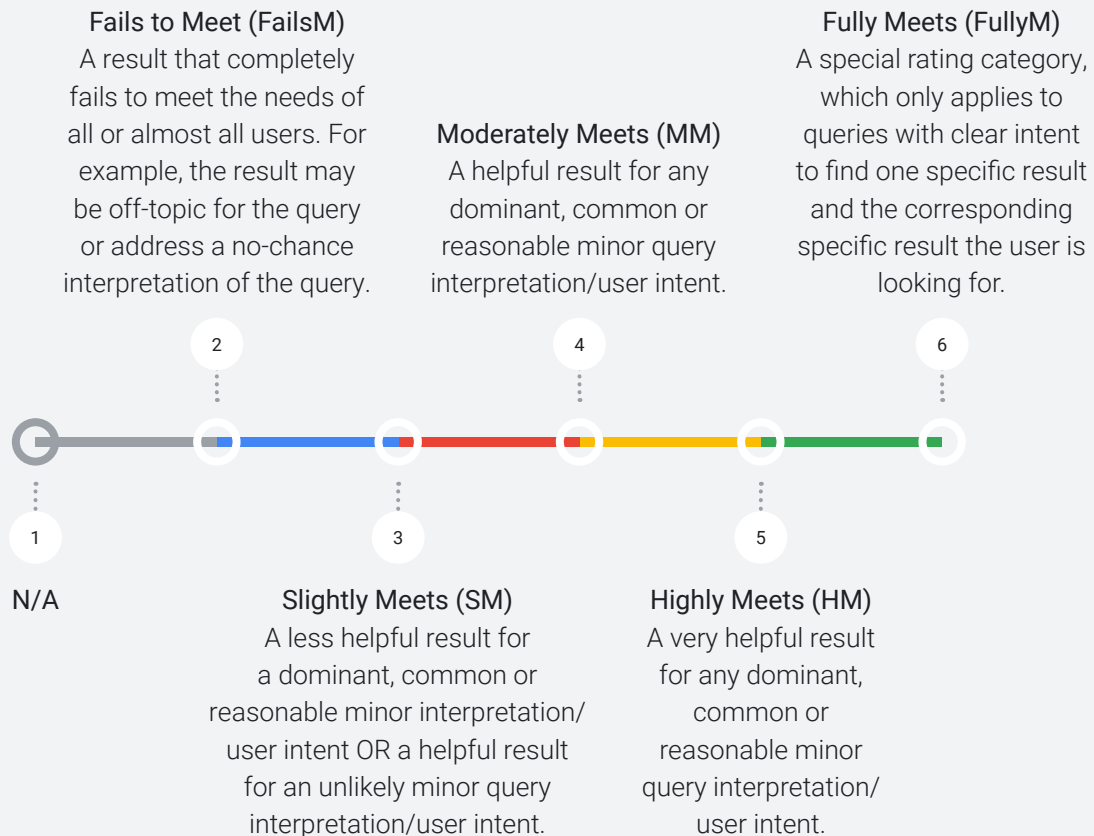 Fails to Meet (FailsM)
A result that completely
fails to meet the needs of
all or almost all users. For
example, the result may
be off-topic for the query
or address a no-chance
interpretation of the query.
Moderately Meets (MM)
A helpful result for any
dominant, common or
reasonable minor query
interpretation/user intent.
Fully Meets (FullyM)
A special rating category,
which only applies to
queries with clear intent
to find one specific result
and the corresponding
specific result the user is
looking for.
2
4
6
1
3
5
N/A
Slightly Meets (SM)
A less helpful result for
a dominant, common or
reasonable minor interpretation/
user intent OR a helpful result
for an unlikely minor query
interpretation/user intent.
Highly Meets (HM)
A very helpful result
for any dominant,
common or
reasonable minor
query interpretation/
user intent.